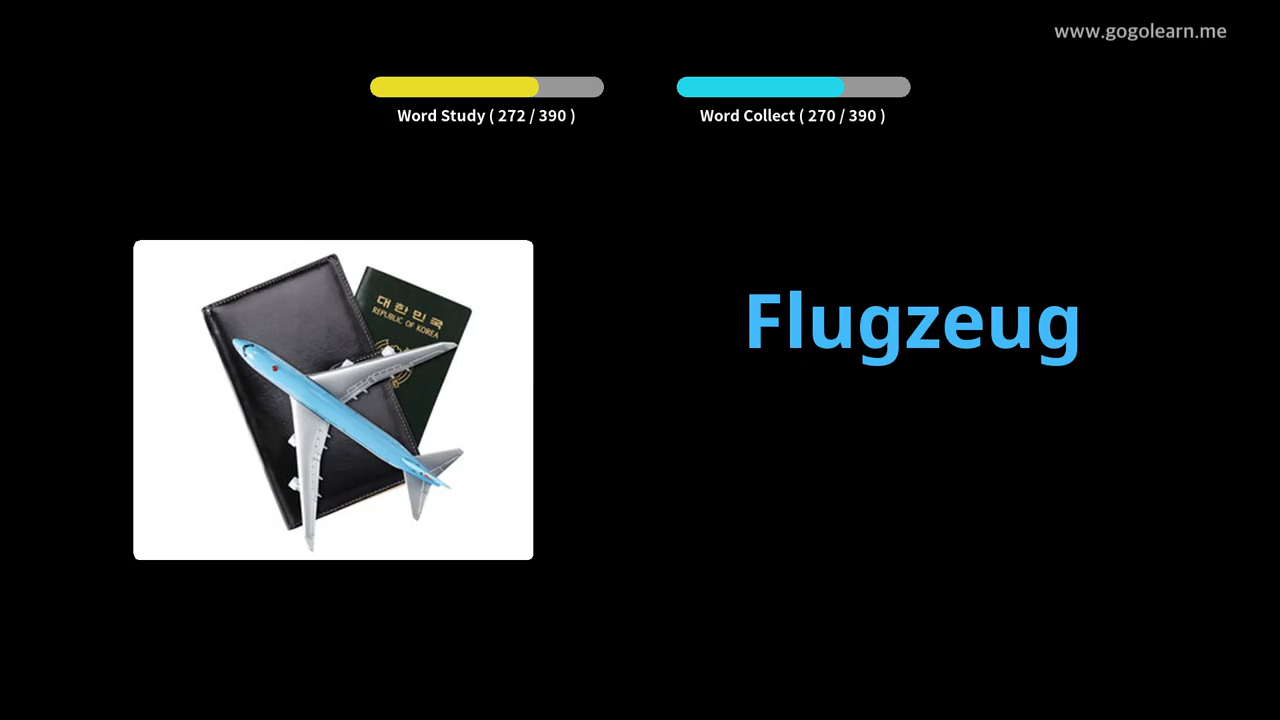 www.gogolearn.me
Word Study ( 272 / 390 )
Word Collect ( 270 / 390 )
대한민국
REPUBLIC OF KOREA
Flugzeug